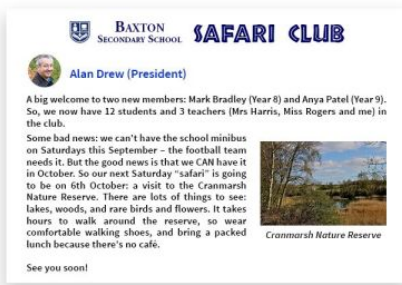 BAXTON
SECONDARY SCHOOL
SAFARI CLUB
Alan Drew (President)
A big welcome to two new members: Mark Bradley (Year 8) and Anya Patel (Year 9).
So, we now have 12 students and 3 teachers (Mrs Harris, Miss Rogers and me) in
the club.
Some bad news: we can't have the school minibus
on Saturdays this September – the football team
needs it. But the good news is that we CAN have it
in October. So our next Saturday “safari” is going
to be on 6th October: a visit to the Cranmarsh
Nature Reserve. There are lots of things to see:
lakes, woods, and rare birds and flowers. It takes
hours to walk around the reserve, so wear
comfortable walking shoes, and bring a packed
lunch because there's no café.
Cranmarsh Nature Reserve
See you soon!